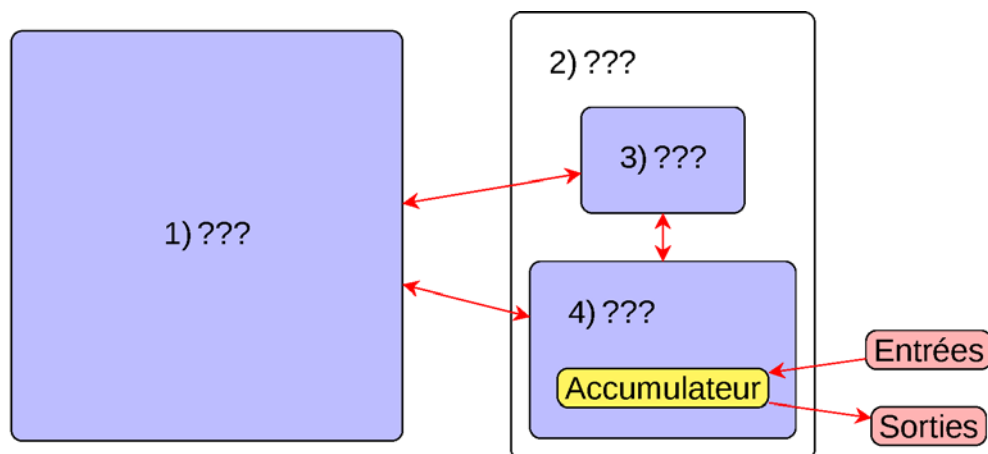 1) ???
2) ???
3) ???
4) ???
Accumulateur
Entrées
Sorties